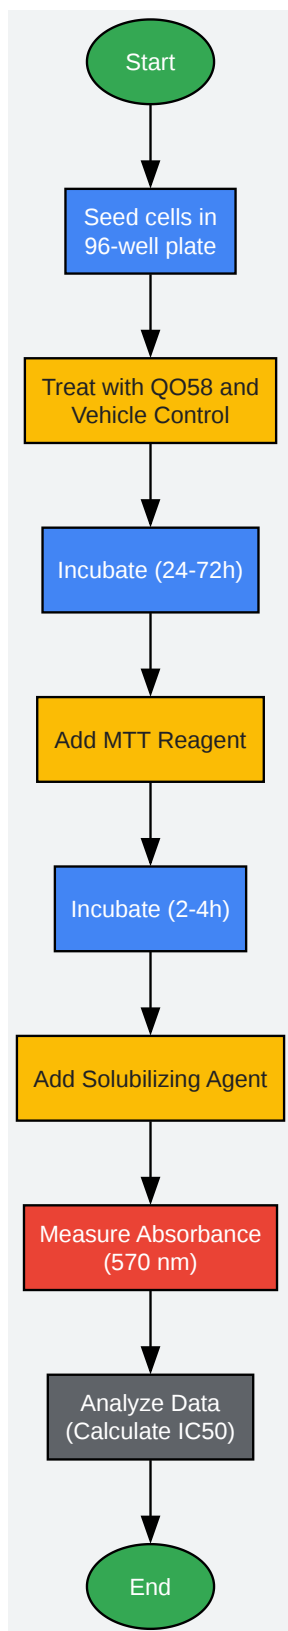 Start
Seed cells in
96-well plate
Treat with QO58 and
Vehicle Control
Incubate (24-72h)
Add MTT Reagent
Incubate (2-4h)
Add Solubilizing Agent
Measure Absorbance
(570 nm)
Analyze Data
(Calculate IC50)
End